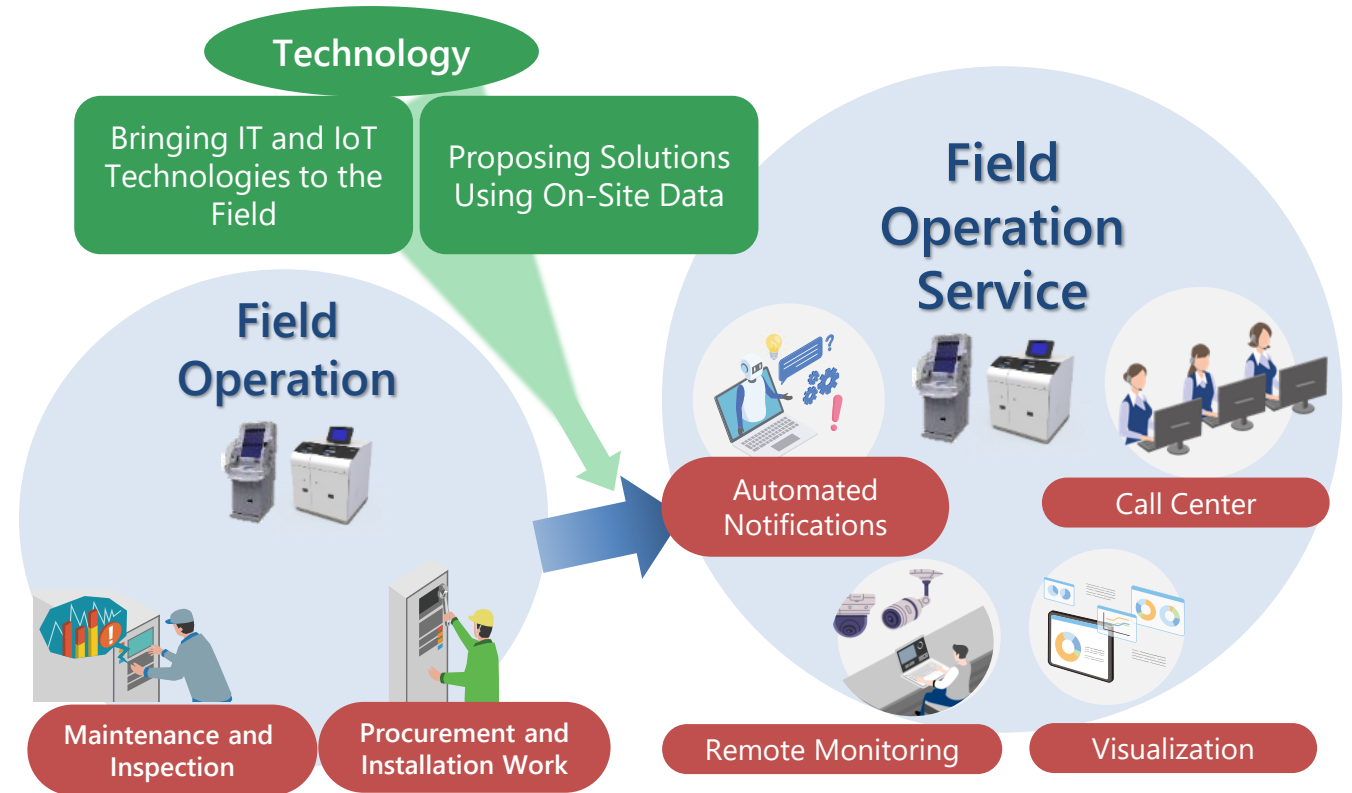 Technology
Bringing IT and IoT
Technologies to the
Field
Proposing Solutions
Using On-Site Data
Field
Operation
Maintenance and
Inspection
Procurement and
Installation Work
Field
Operation
Service
Automated
Notifications
Call Center
Remote Monitoring
Visualization